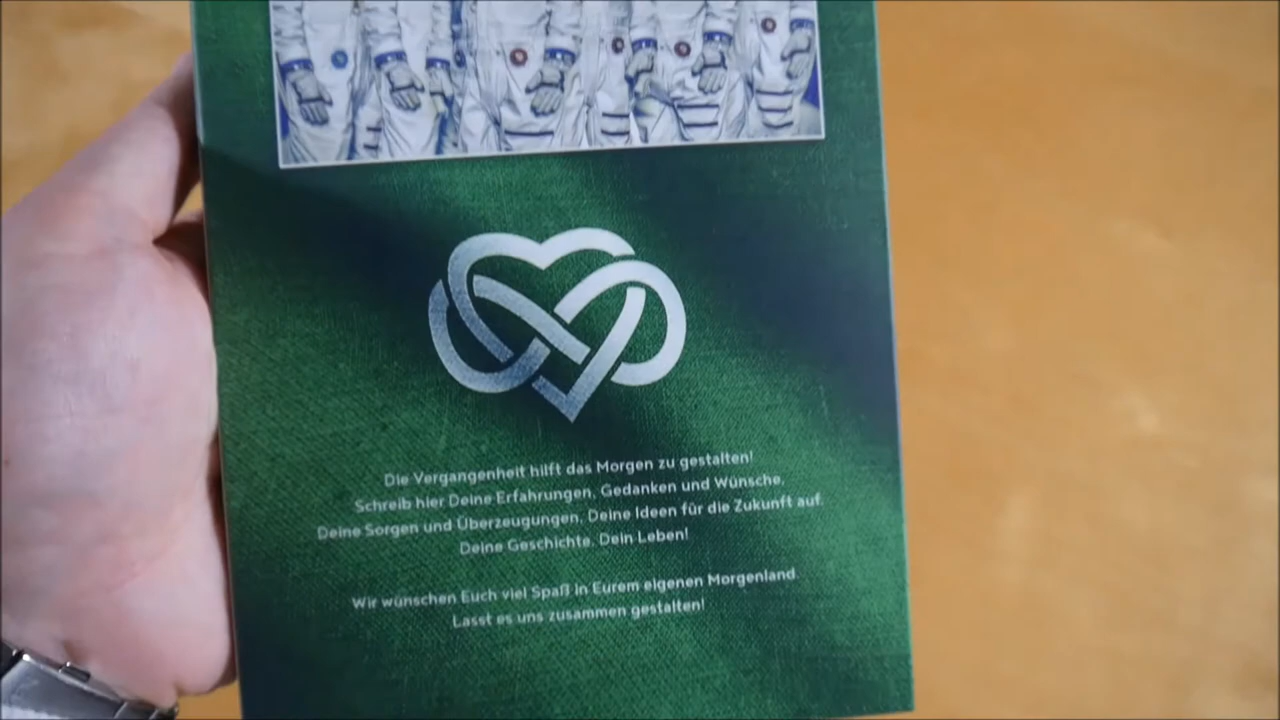 Die Vergangenheit hilft das Morgen zu gestalten!
Schreib hier Deine Erfahrungen, Gedanken und Wünsche,
Deine Sorgen und Überzeugungen, Deine Ideen für die Zukunft auf.
Deine Geschichte. Dein Leben!
Wir wünschen Euch viel Spaß in Eurem eigenen Morgenland.
Lasst es uns zusammen gestalten!